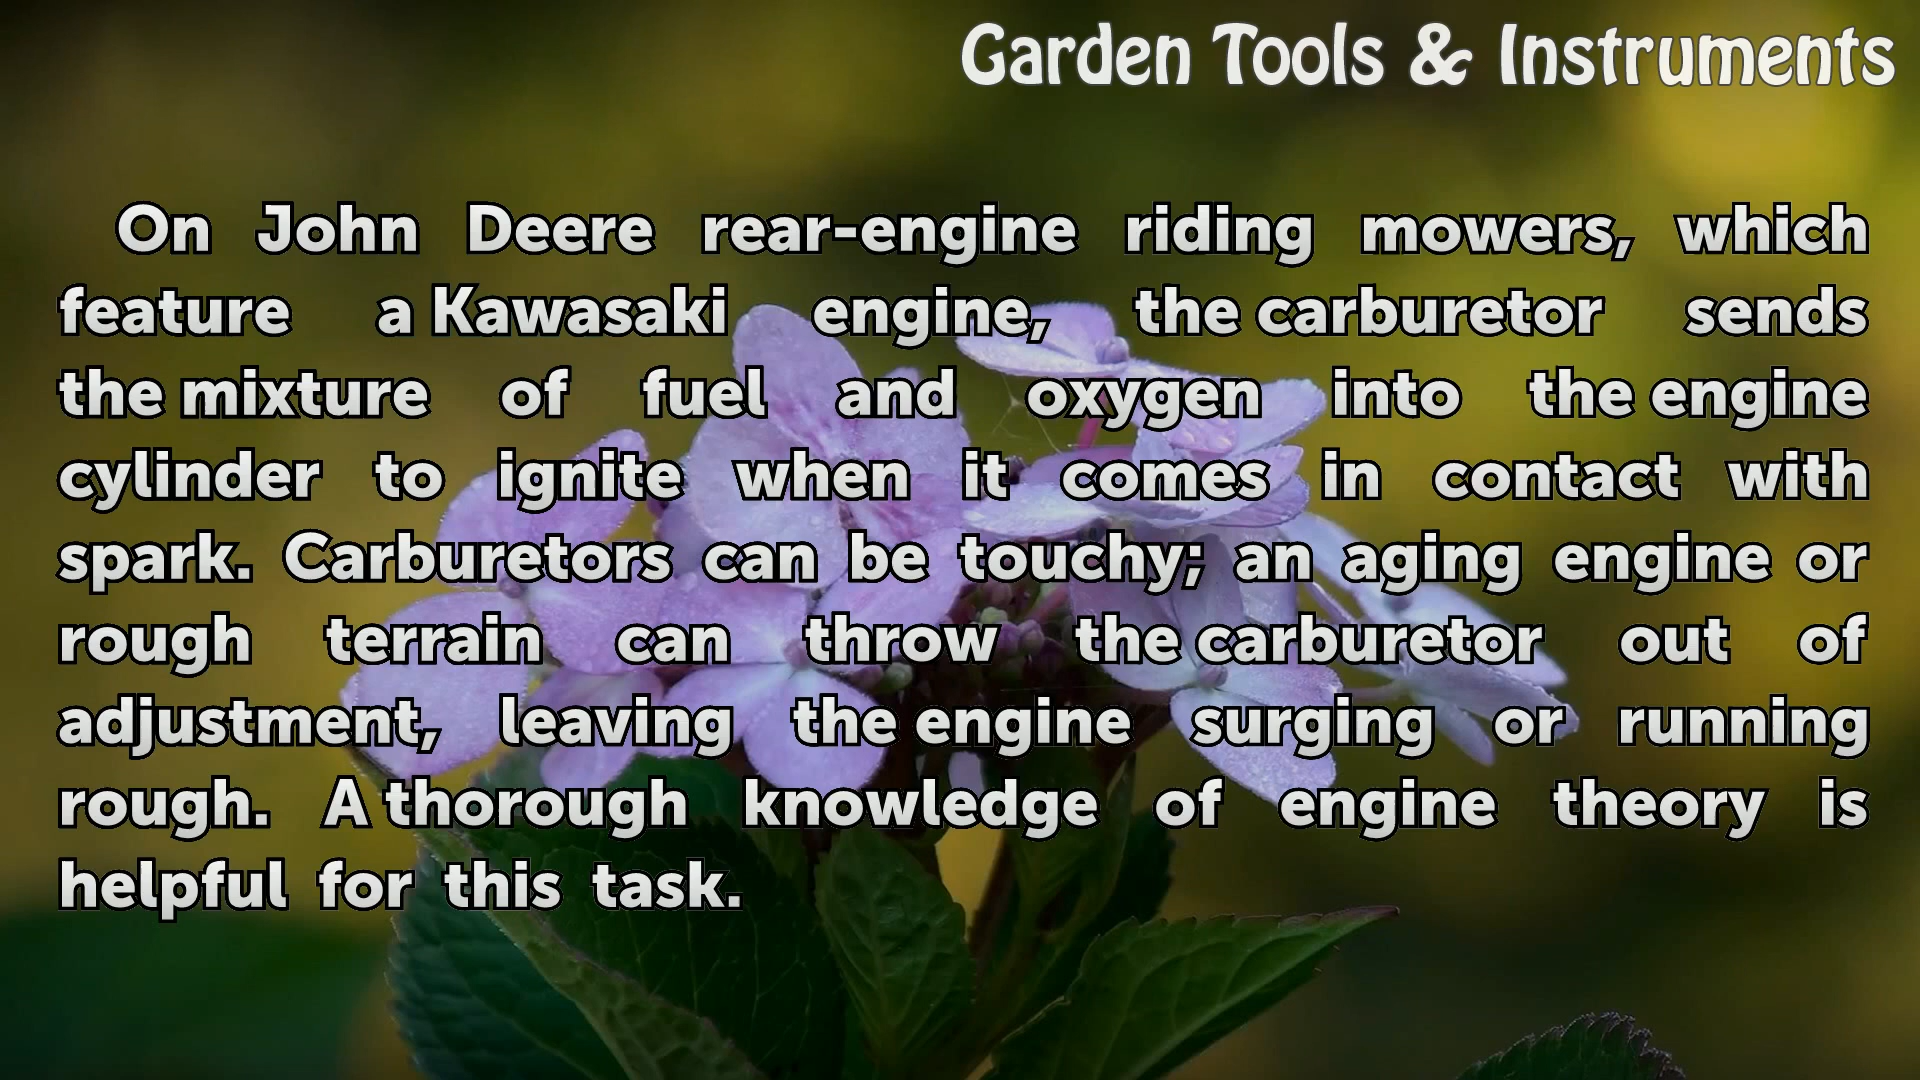 Garden Tools & Instruments
On John Deere rear-engine riding mowers, which
feature a Kawasaki engine, the carburetor sends
the mixture of fuel and oxygen into the engine
cylinder to ignite when it comes in contact with
spark. Carburetors can be touchy; an aging engine or
rough terrain can throw the carburetor out of
adjustment, leaving the engine surging or running
rough. A thorough knowledge of engine theory is
helpful for this task.